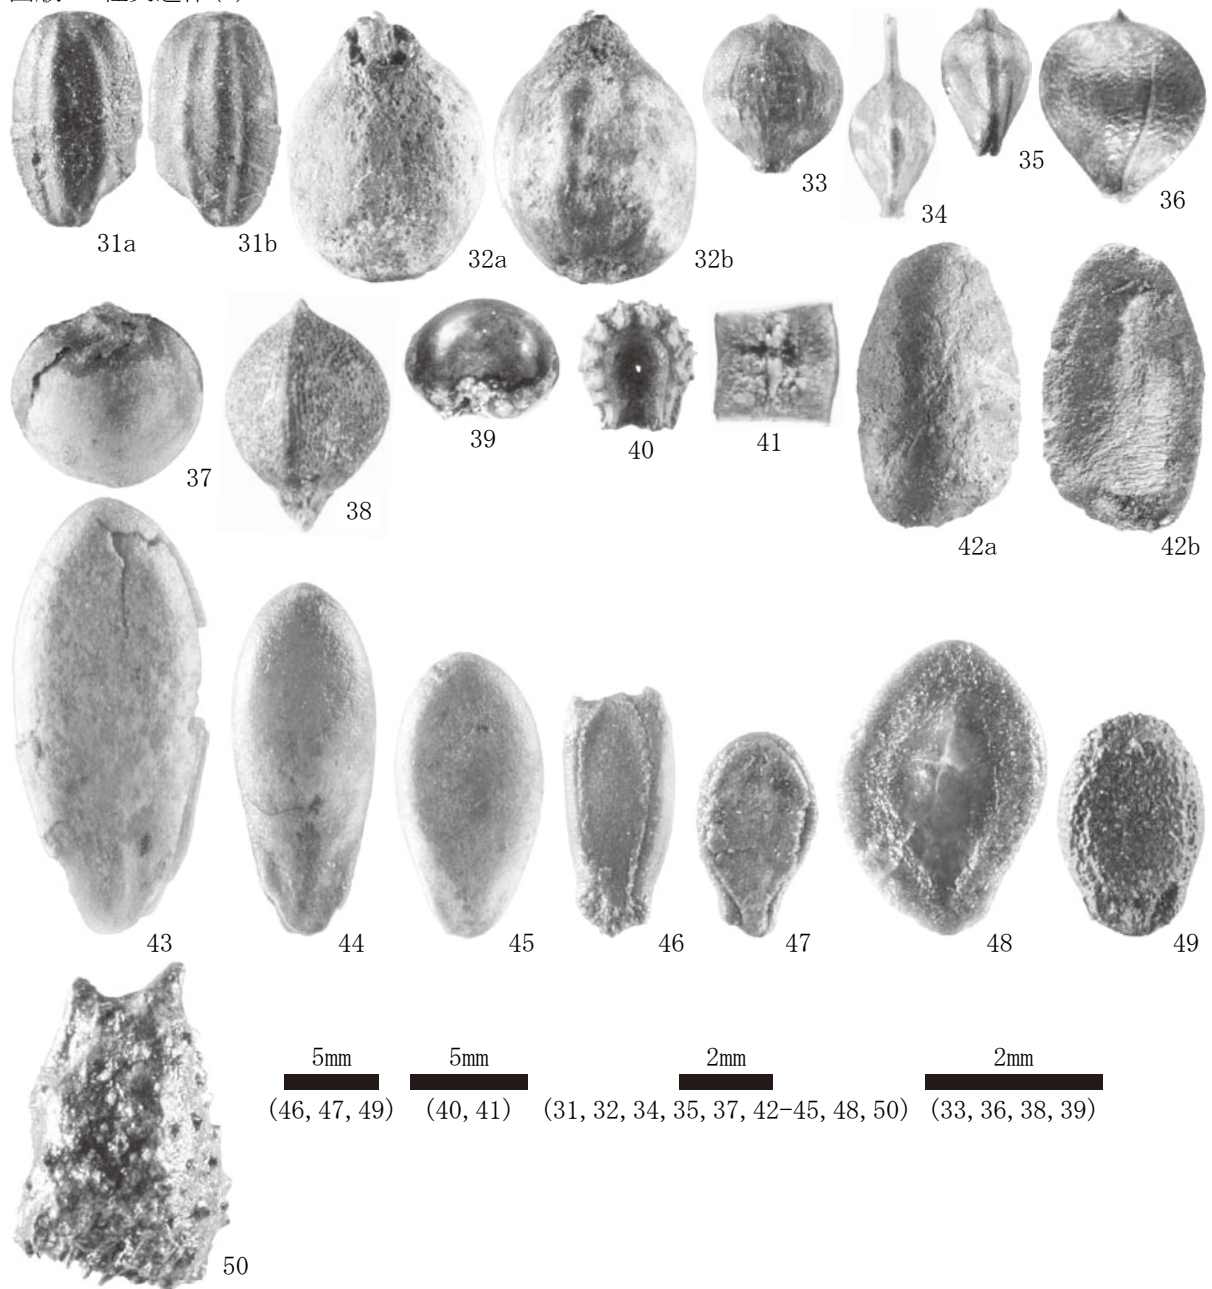 31a 31b 32a 32b 33 34 35 36
37 38 39 40 41 42a 42b
43 44 45 46 47 48 49
50
5mm 5mm 2mm 2mm
(46, 47, 49) (40, 41) (31, 32, 34, 35, 37, 42-45, 48, 50) (33, 36, 38, 39)